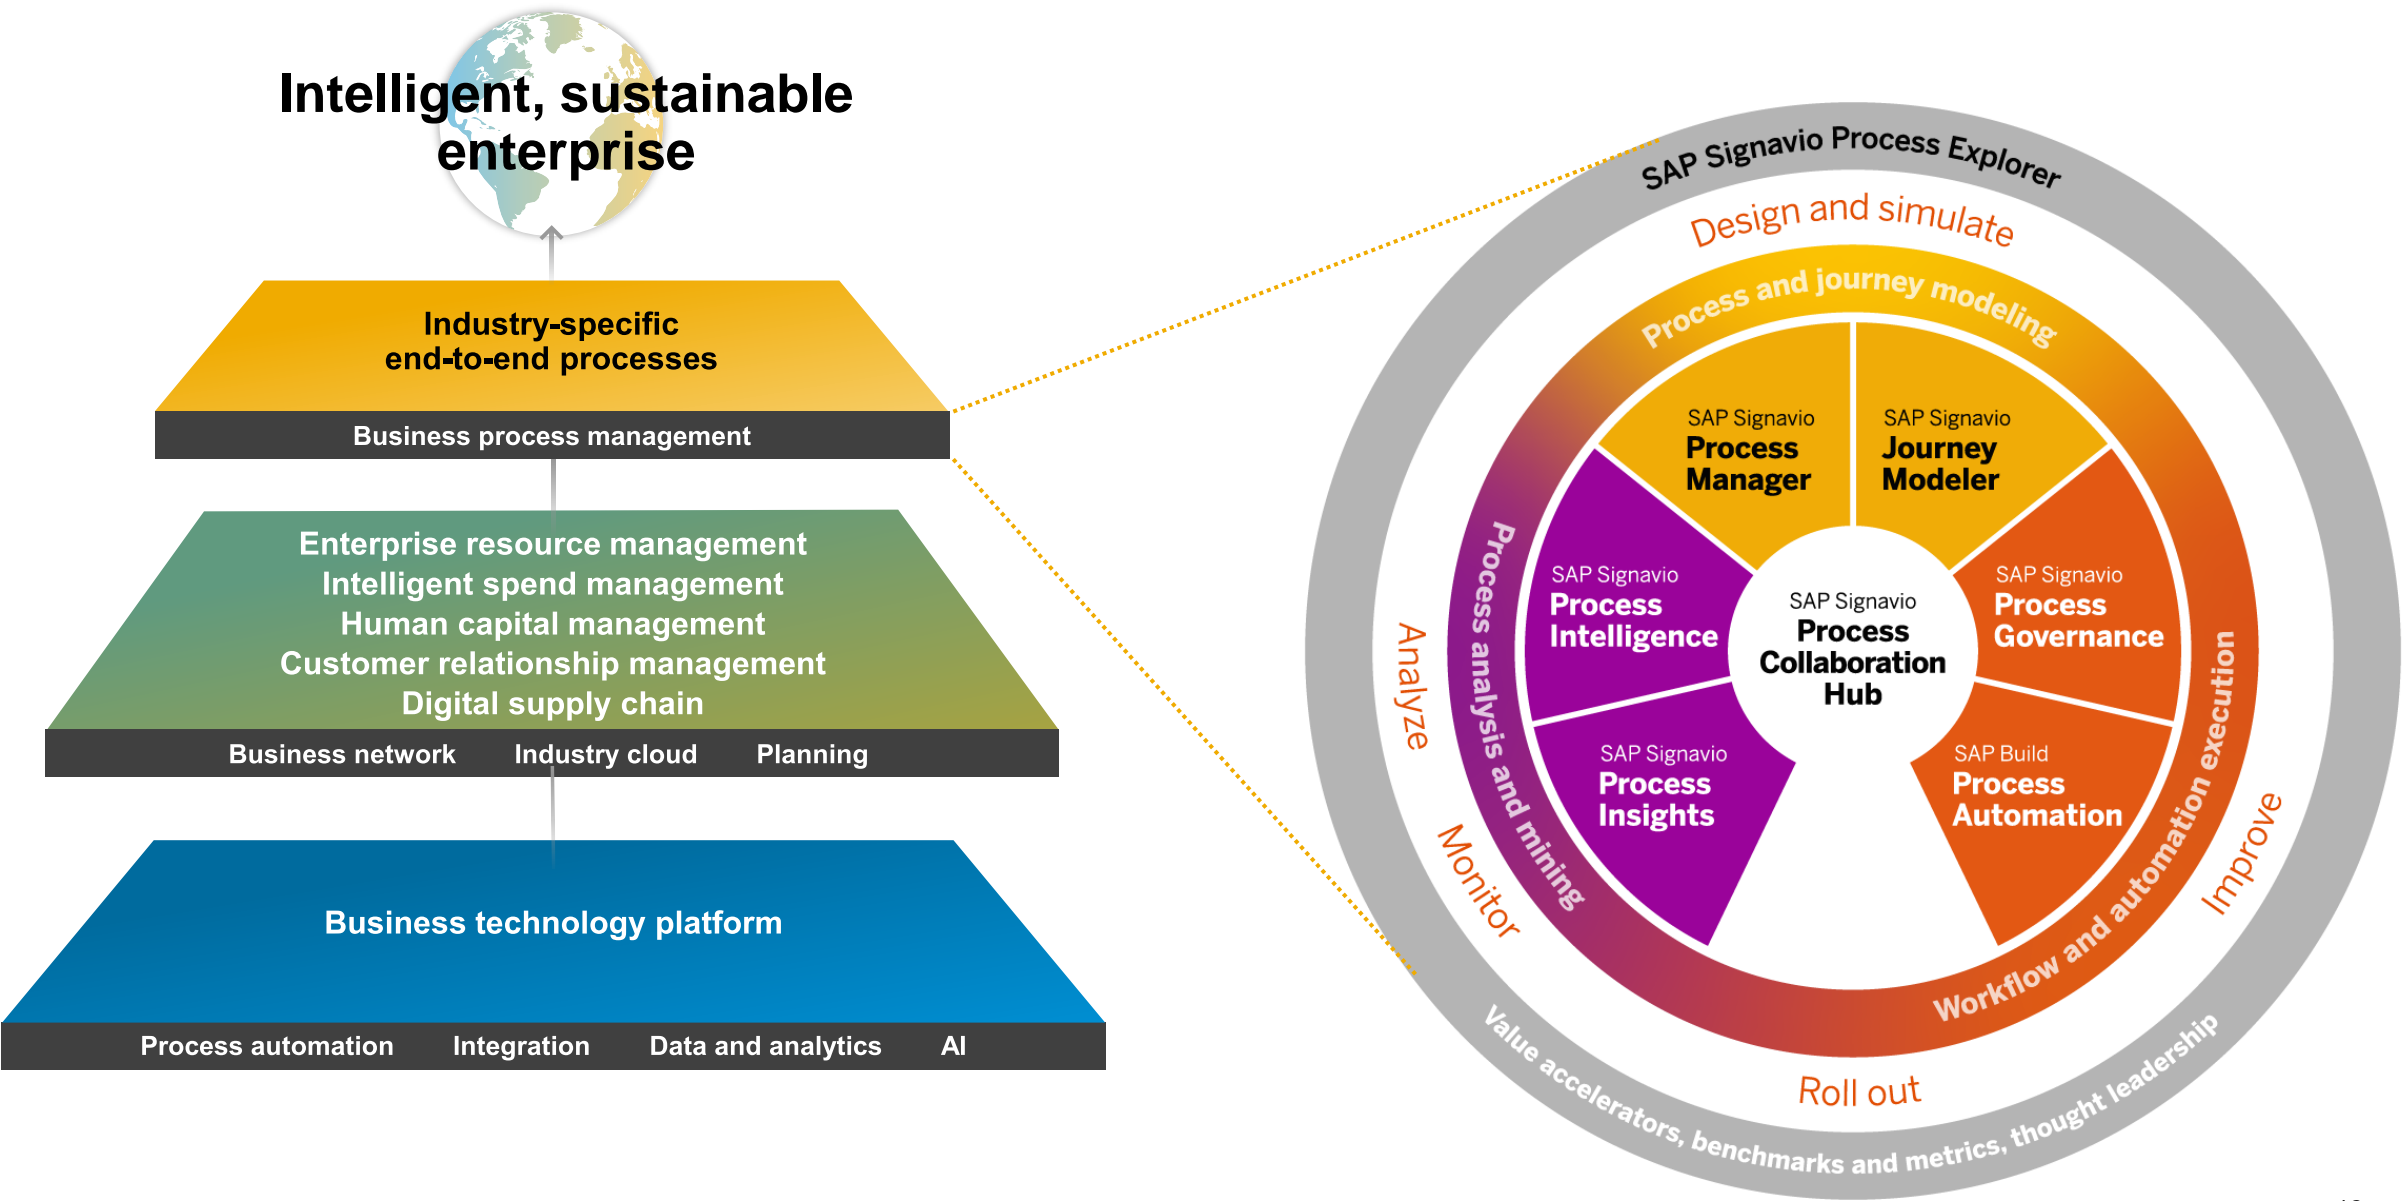 Intelligent, sustainable
enterprise
Industry-specific
end-to-end processes
Business process management
Enterprise resource management
Intelligent spend management
Human capital management
Customer relationship management
Digital supply chain
Business network Industry cloud Planning
Business technology platform
Process automation Integration Data and analytics AI
SAP Signavio Process Explorer
Design and simulate
Process and journey modeling
SAP Signavio
Process
Manager
SAP Signavio
Journey
Modeler
SAP Signavio
Process
Intelligence
SAP Signavio
Process
Collaboration
Hub
SAP Signavio
Process
Governance
SAP Signavio
Process
Insights
SAP Build
Process
Automation
Process analysis and mining
Workflow and automation execution
Analyze
Monitor
Improve
Roll out
Value accelerators, benchmarks and metrics, thought leadership